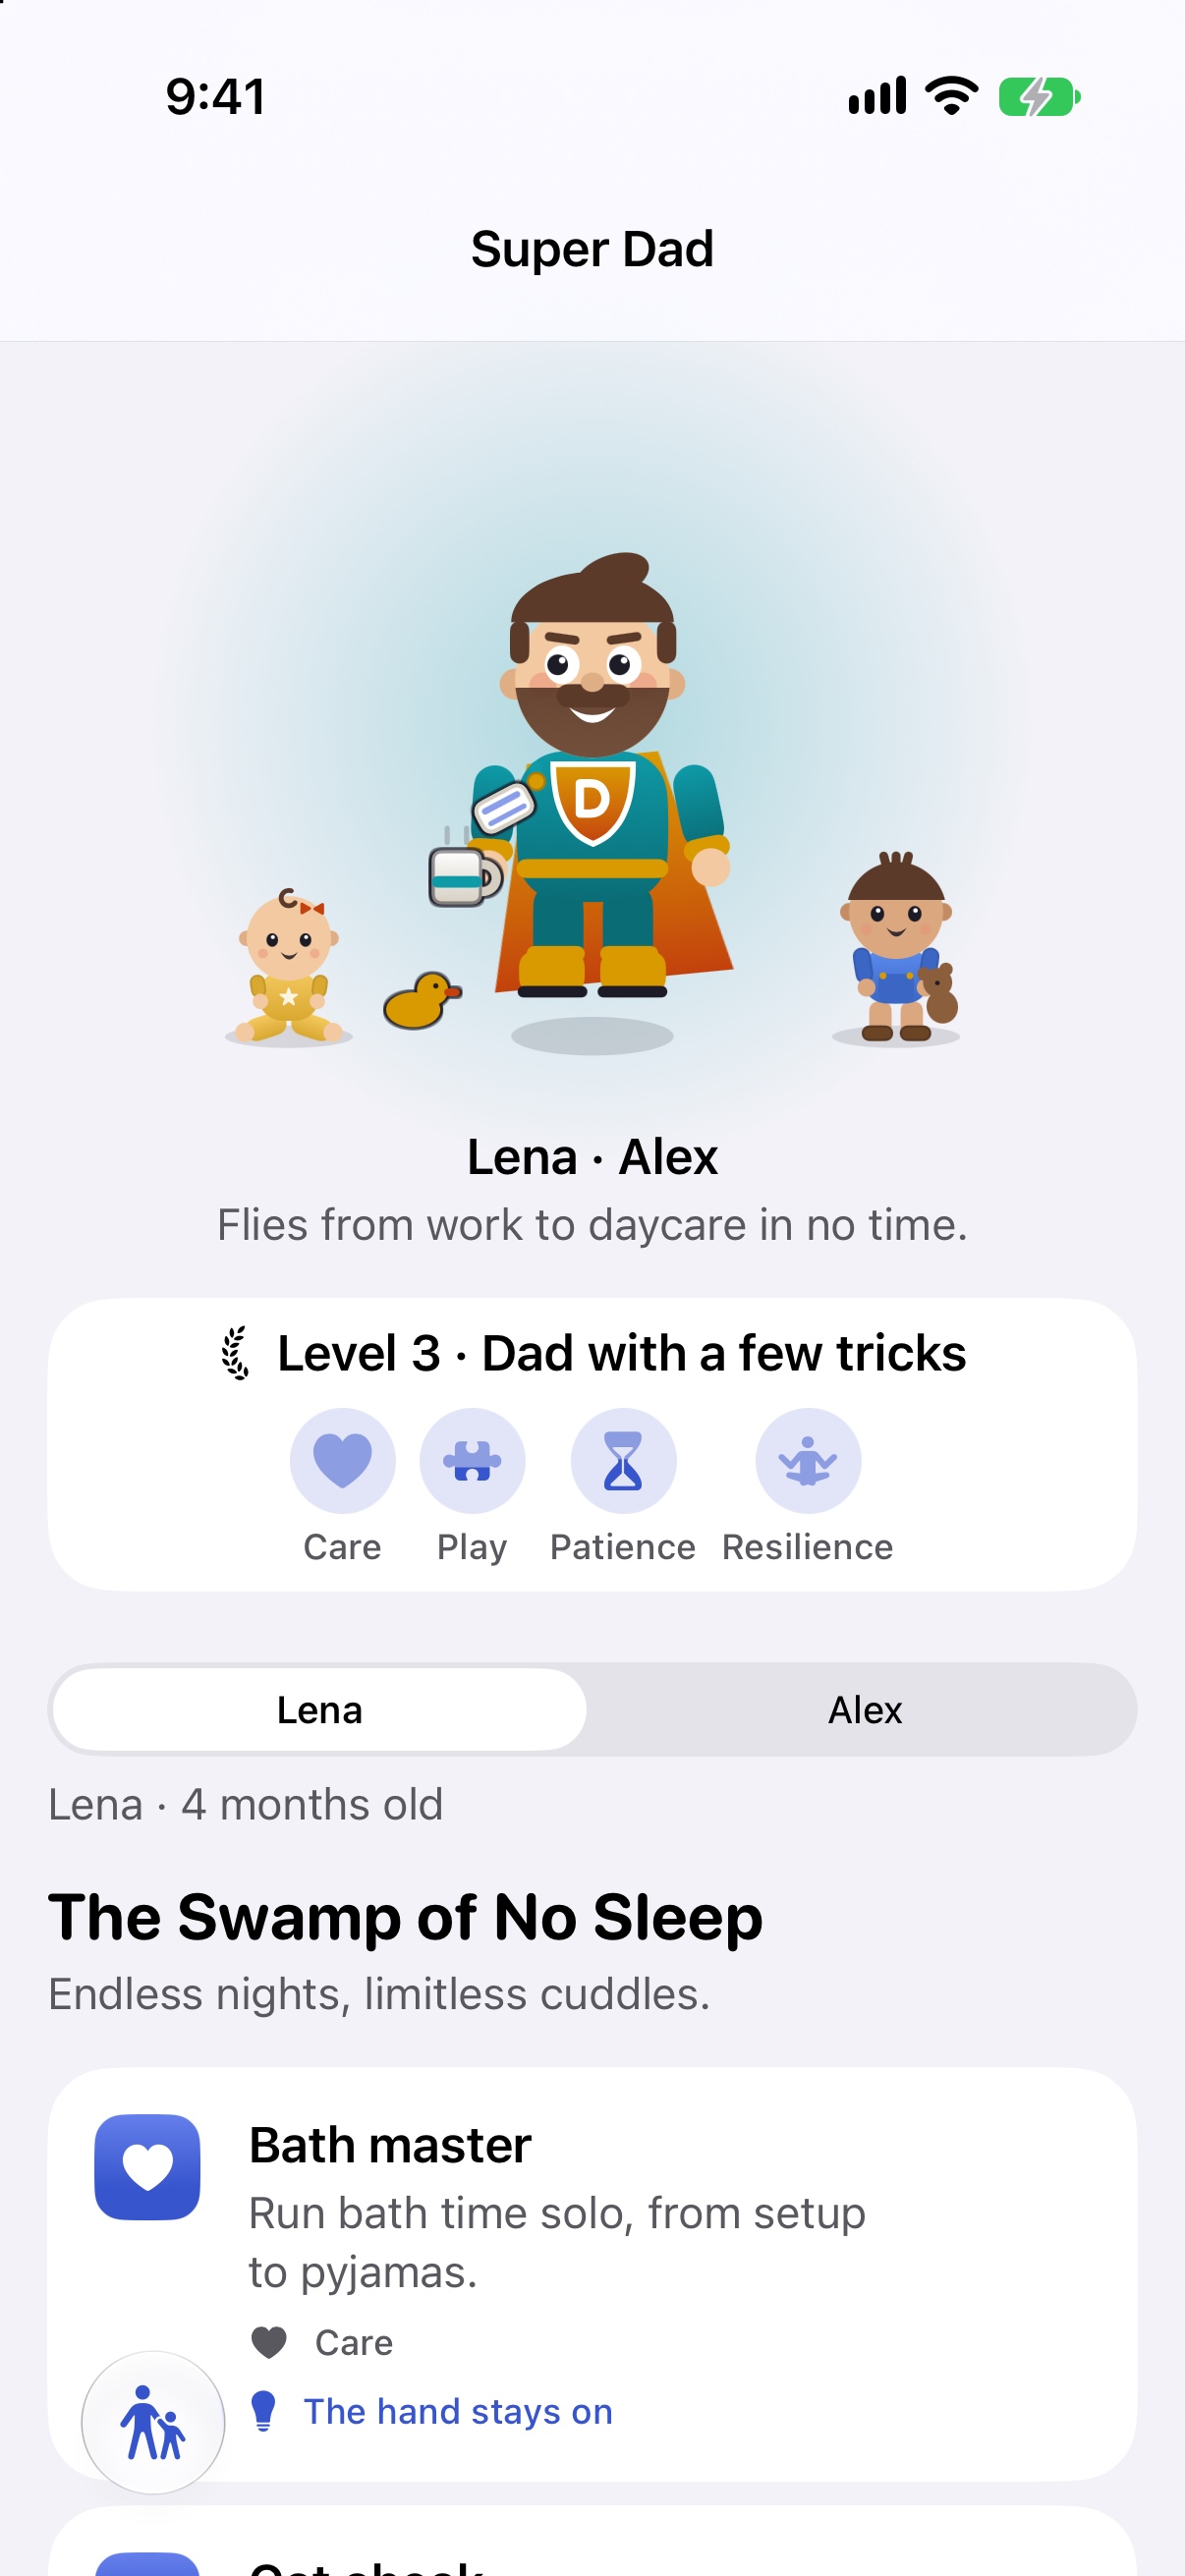 9:41
Super Dad
D
Lena · Alex
Flies from work to daycare in no time.
Level 3 · Dad with a few tricks
Care Play Patience Resilience
Lena Alex
Lena · 4 months old
The Swamp of No Sleep
Endless nights, limitless cuddles.
Bath master
Run bath time solo, from setup
to pyjamas.
Care
The hand stays on